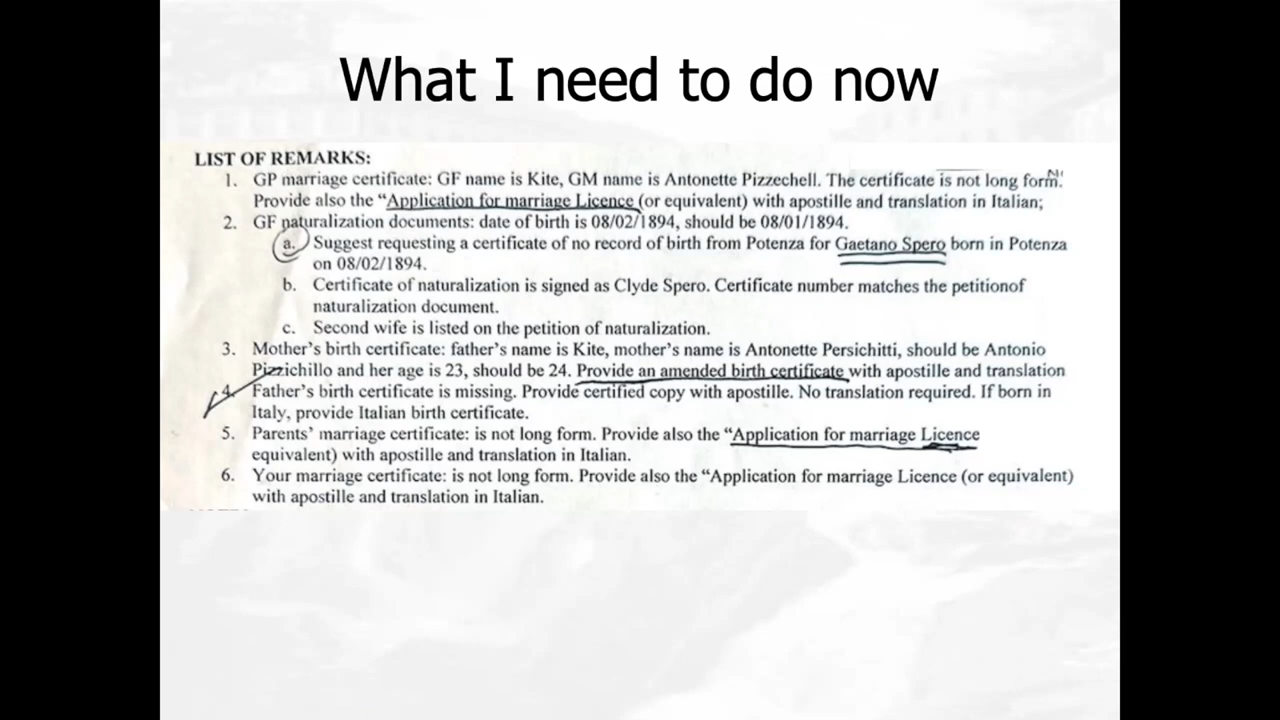 What I need to do now
LIST OF REMARKS:
1. GP marriage certificate: GF name is Kite, GM name is Antonette Pizzechell. The certificate is not long form.
Provide also the “Application for marriage Licence (or equivalent) with apostille and translation in Italian;
2. GF naturalization documents: date of birth is 08/02/1894, should be 08/01/1894.
a. Suggest requesting a certificate of no record of birth from Potenza for Gaetano Spero born in Potenza
on 08/02/1894.
b. Certificate of naturalization is signed as Clyde Spero. Certificate number matches the petitionof
naturalization document.
c. Second wife is listed on the petition of naturalization.
3. Mother’s birth certificate: father’s name is Kite, mother’s name is Antonette Persichitti, should be Antonio
Pizzichillo and her age is 23, should be 24. Provide an amended birth certificate with apostille and translation
4. Father’s birth certificate is missing. Provide certified copy with apostille. No translation required. If born in
Italy, provide Italian birth certificate.
5. Parents’ marriage certificate: is not long form. Provide also the “Application for marriage Licence
equivalent) with apostille and translation in Italian.
6. Your marriage certificate: is not long form. Provide also the “Application for marriage Licence (or equivalent)
with apostille and translation in Italian.